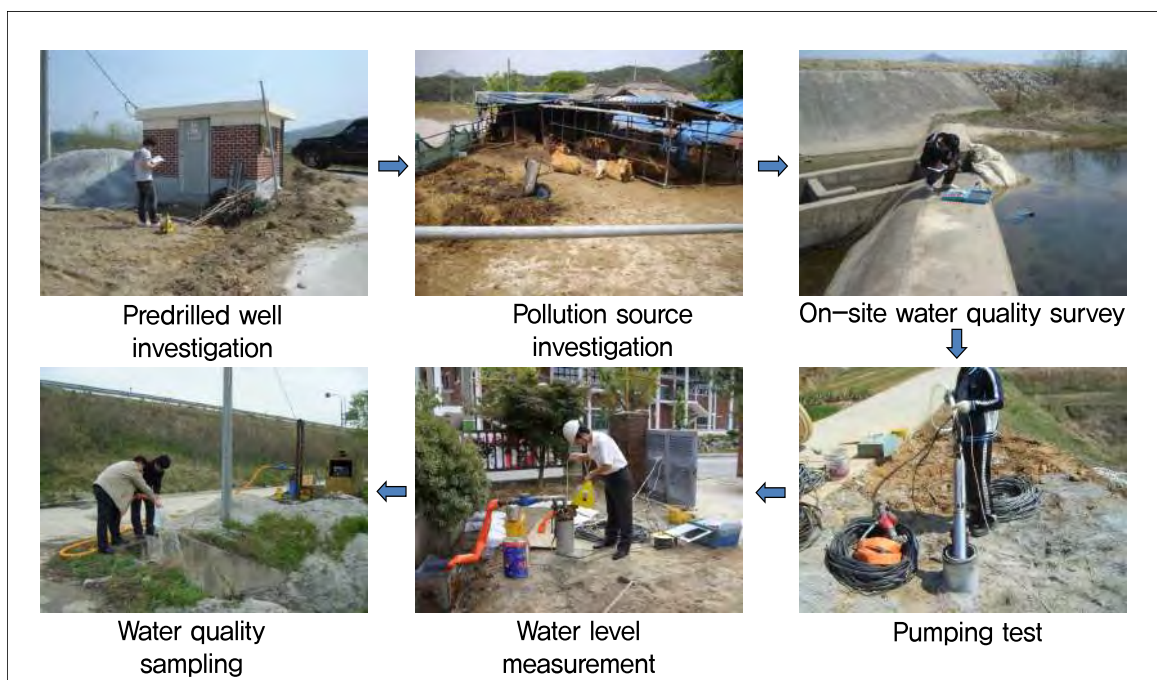 Predrilled well
investigation
Pollution source
investigation
On-site water quality survey
Pumping test
Water level
measurement
Water quality
sampling